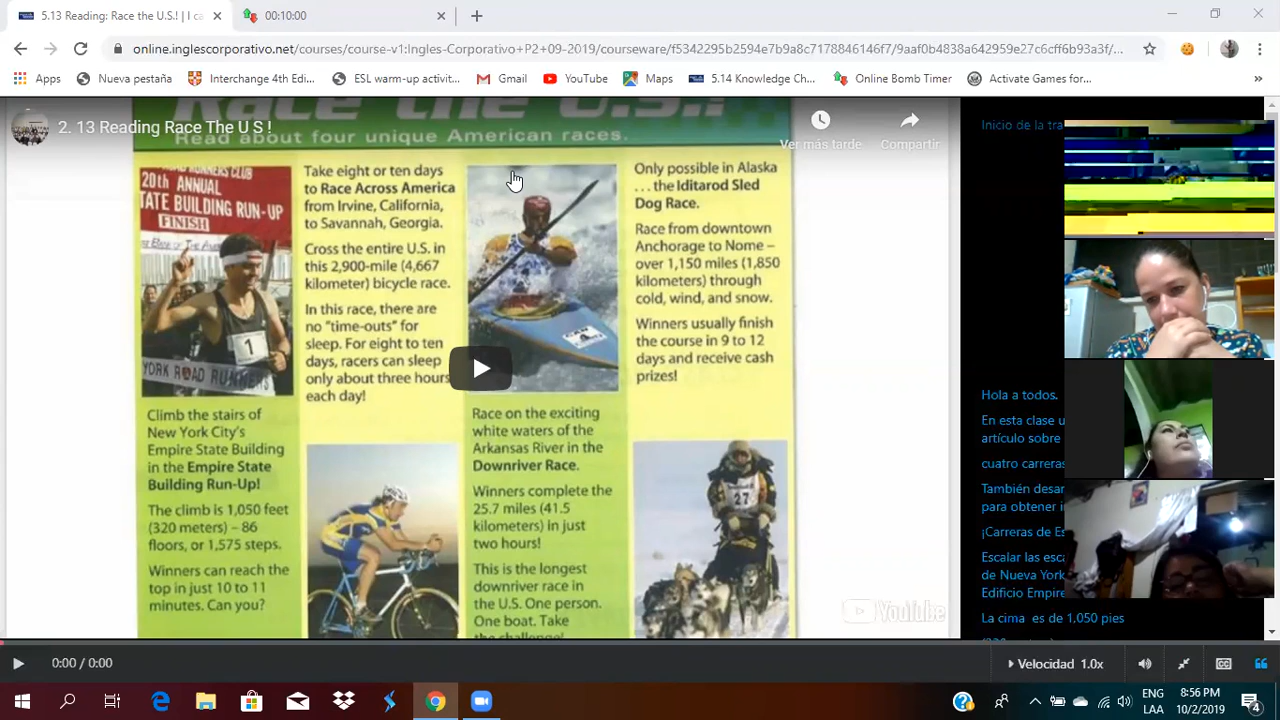 5.13 Reading: Race the U.S.! | I ca
00:10:00
online.inglescorporativo.net/courses/course-v1:Ingles-Corporativo+P2+09-2019/courseware/f5342295b2594e7b9a8c7178846146f7/9aaf0b4838a642959e27c6cff6b93a3f/...
Apps
Nueva pestaña
Interchange 4th Edi...
ESL warm-up activit...
Gmail
YouTube
Maps
5.14 Knowledge Ch...
Online Bomb Timer
Activate Games for...
»
Race the U.S.!
2. 13 Reading Race The U S !
Read about four unique American races.
Ver más tarde
Compartir
20th ANNUAL
STATE BUILDING RUN-UP
FINISH
1
YORK ROAD RUNNERS
Climb the stairs of
New York City's
Empire State Building
in the Empire State
Building Run-Up!
The climb is 1,050 feet
(320 meters) – 86
floors, or 1,575 steps.
Winners can reach the
top in just 10 to 11
minutes. Can you?
Take eight or ten days
to Race Across America
from Irvine, California,
to Savannah, Georgia.
Cross the entire U.S. in
this 2,900-mile (4,667
kilometer) bicycle race.
In this race, there are
no "time-outs" for
sleep. For eight to ten
days, racers can sleep
only about three hours
each day!
Race on the exciting
white waters of the
Arkansas River in the
Downriver Race.
Winners complete the
25.7 miles (41.5
kilometers) in just
two hours!
This is the longest
downriver race in
the U.S. One person.
One boat. Take
the challenge!
Only possible in Alaska
. . . the Iditarod Sled
Dog Race.
Race from downtown
Anchorage to Nome –
over 1,150 miles (1,850
kilometers) through
cold, wind, and snow.
Winners usually finish
the course in 9 to 12
days and receive cash
prizes!
27
YouTube
Inicio de la tra
Hola a todos.
En esta clase u
artículo sobre
cuatro carreras
También desar
para obtener i
¡Carreras de Es
Escalar las esca
de Nueva York
Edificio Empire
La cima es de 1,050 pies
0:00 / 0:00
Velocidad 1.0x
ENG
LAA
8:56 PM
10/2/2019
4